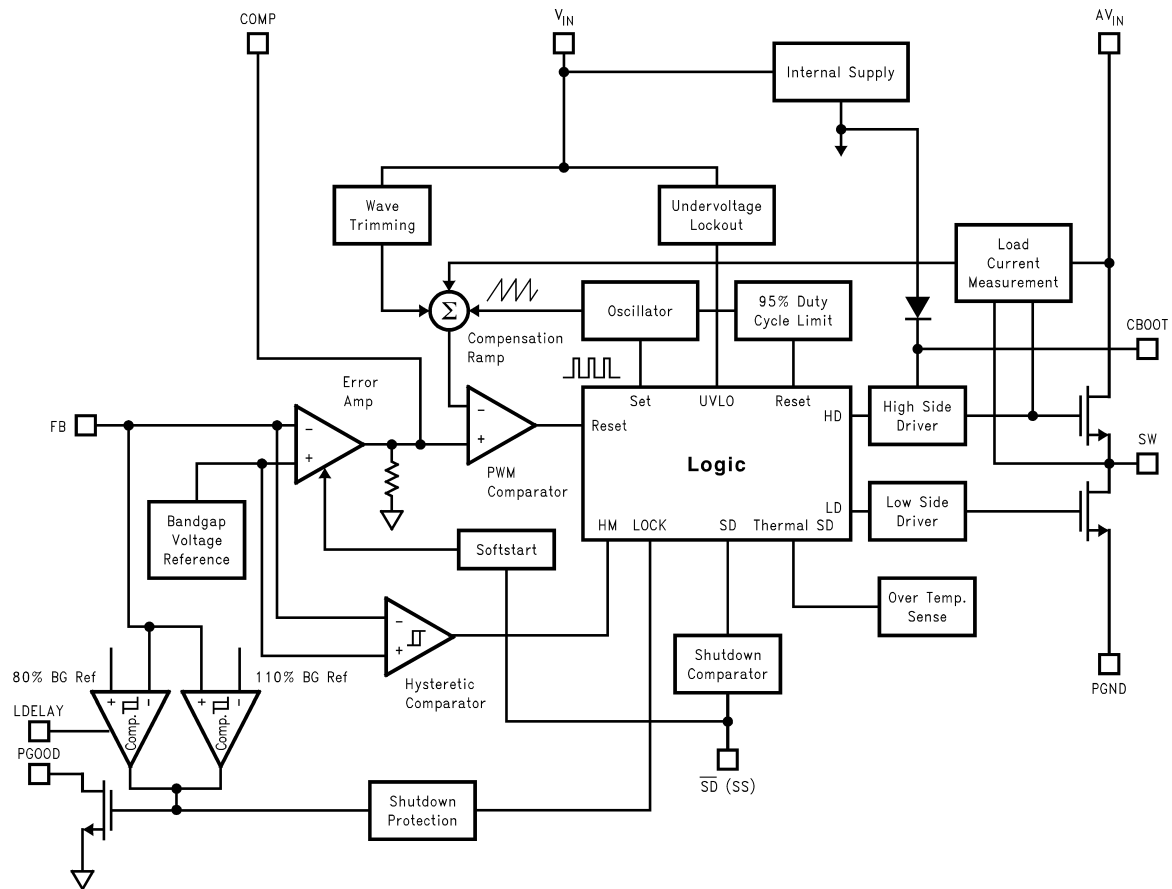 COMP
VIN
AVIN
Internal Supply
Wave
Trimming
Undervoltage
Lockout
Load
Current
Measurement
Σ
Oscillator
95% Duty
Cycle Limit
Compensation
Ramp
CBOOT
Error
Amp
FB
-
+
-
+
PWM
Comparator
Set
UVLO
Reset
Reset
HD
Logic
LD
HM
LOCK
SD
Thermal SD
High Side
Driver
SW
Low Side
Driver
Bandgap
Voltage
Reference
Softstart
Over Temp.
Sense
-
+
Hysteretic
Comparator
Shutdown
Comparator
PGND
80% BG Ref
110% BG Ref
+
-
Comp.
+
-
Comp.
LDELAY
PGOOD
SD (SS)
Shutdown
Protection